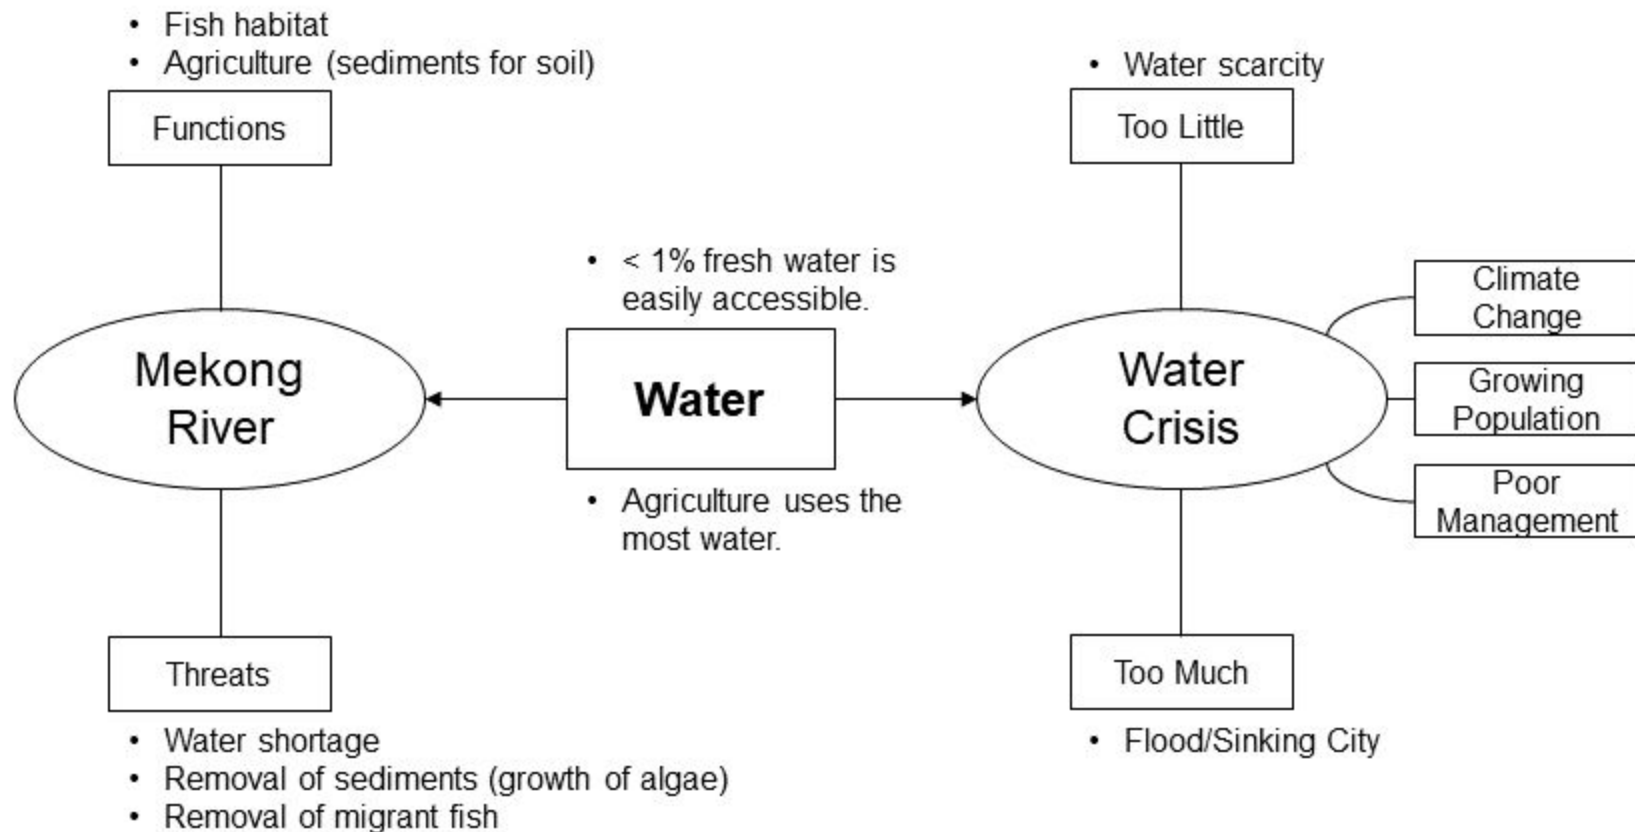 • Fish habitat
• Agriculture (sediments for soil)
Functions
Mekong
River
Threats
• Water shortage
• Removal of sediments (growth of algae)
• Removal of migrant fish
• < 1% fresh water is
easily accessible.
Water
• Agriculture uses the
most water.
• Water scarcity
Too Little
Water
Crisis
Climate
Change
Growing
Population
Poor
Management
Too Much
• Flood/Sinking City